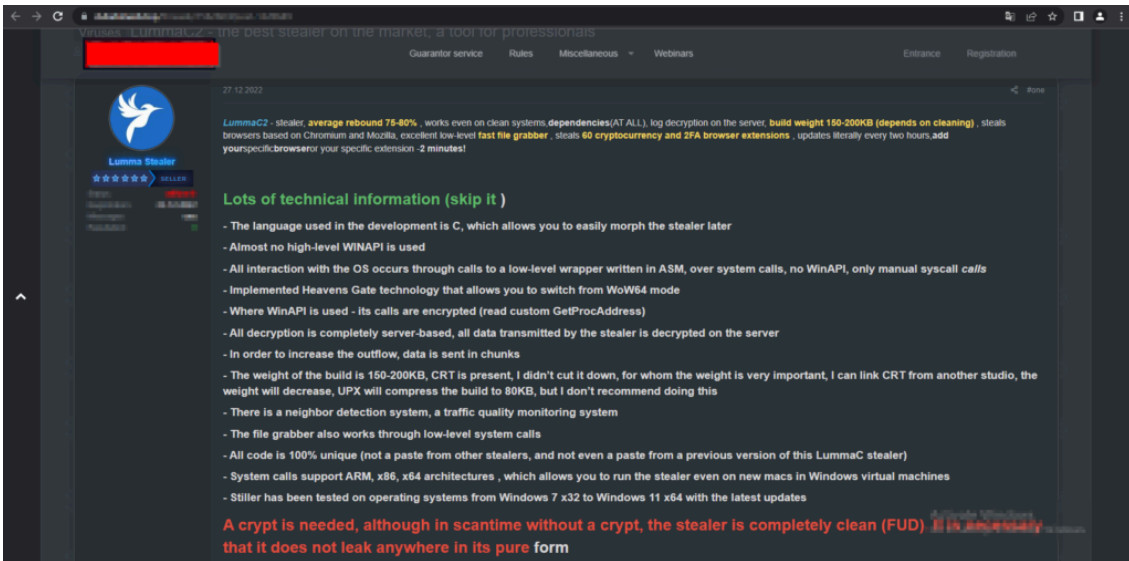 Viruses LummaC2 - the best stealer on the market, a tool for professionals
Guarantor service Rules Miscellaneous Webinars Entrance Registration
27.12.2022 #one
Lumma Stealer
SELLER
LummaC2 - stealer, average rebound 75-80% , works even on clean systems,dependencies(AT ALL), log decryption on the server, build weight 150-200KB (depends on cleaning) , steals
browsers based on Chromium and Mozilla, excellent low-level fast file grabber , steals 60 cryptocurrency and 2FA browser extensions , updates literally every two hours,add
yourspecificbrowseror your specific extension -2 minutes!
Lots of technical information (skip it )
- The language used in the development is C, which allows you to easily morph the stealer later
- Almost no high-level WINAPI is used
- All interaction with the OS occurs through calls to a low-level wrapper written in ASM, over system calls, no WinAPI, only manual syscall calls
- Implemented Heavens Gate technology that allows you to switch from WoW64 mode
- Where WinAPI is used - its calls are encrypted (read custom GetProcAddress)
- All decryption is completely server-based, all data transmitted by the stealer is decrypted on the server
- In order to increase the outflow, data is sent in chunks
- The weight of the build is 150-200KB, CRT is present, I didn't cut it down, for whom the weight is very important, I can link CRT from another studio, the
weight will decrease, UPX will compress the build to 80KB, but I don't recommend doing this
- There is a neighbor detection system, a traffic quality monitoring system
- The file grabber also works through low-level system calls
- All code is 100% unique (not a paste from other stealers, and not even a paste from a previous version of this LummaC stealer)
- System calls support ARM, x86, x64 architectures , which allows you to run the stealer even on new macs in Windows virtual machines
- Stiller has been tested on operating systems from Windows 7 x32 to Windows 11 x64 with the latest updates
A crypt is needed, although in scantime without a crypt, the stealer is completely clean (FUD)
that it does not leak anywhere in its pure form